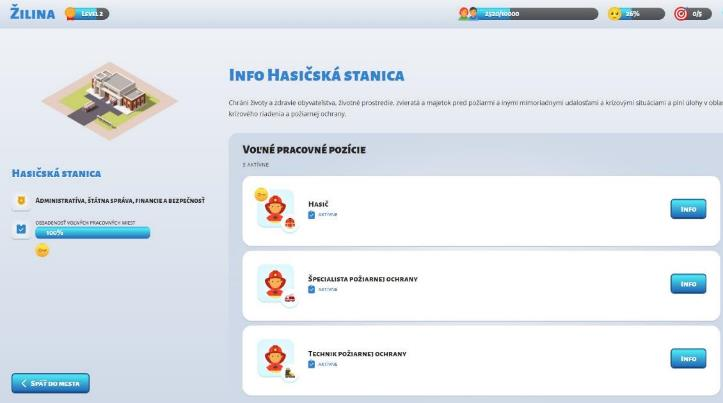 Žilina
Level 2
2520/10000
26%
0/5
Info Hasičská stanica
Chráni životy a zdravie obyvateľstva, životné prostredie, zvieratá a majetok pred požiarmi a inými mimoriadnymi udalosťami a krízovými situáciami a plní úlohy v obla
krízového riadenia a požiarnej ochrany.
Hasičská stanica
Administratíva, štátna správa, financie a bezpečnosť
Obsadenosť voľných pracovných miest
100%
Voľné pracovné pozície
3 aktívne
Hasič
aktívne
Info
Špecialista požiarnej ochrany
aktívne
Info
Technik požiarnej ochrany
aktívne
Info
Späť do mesta